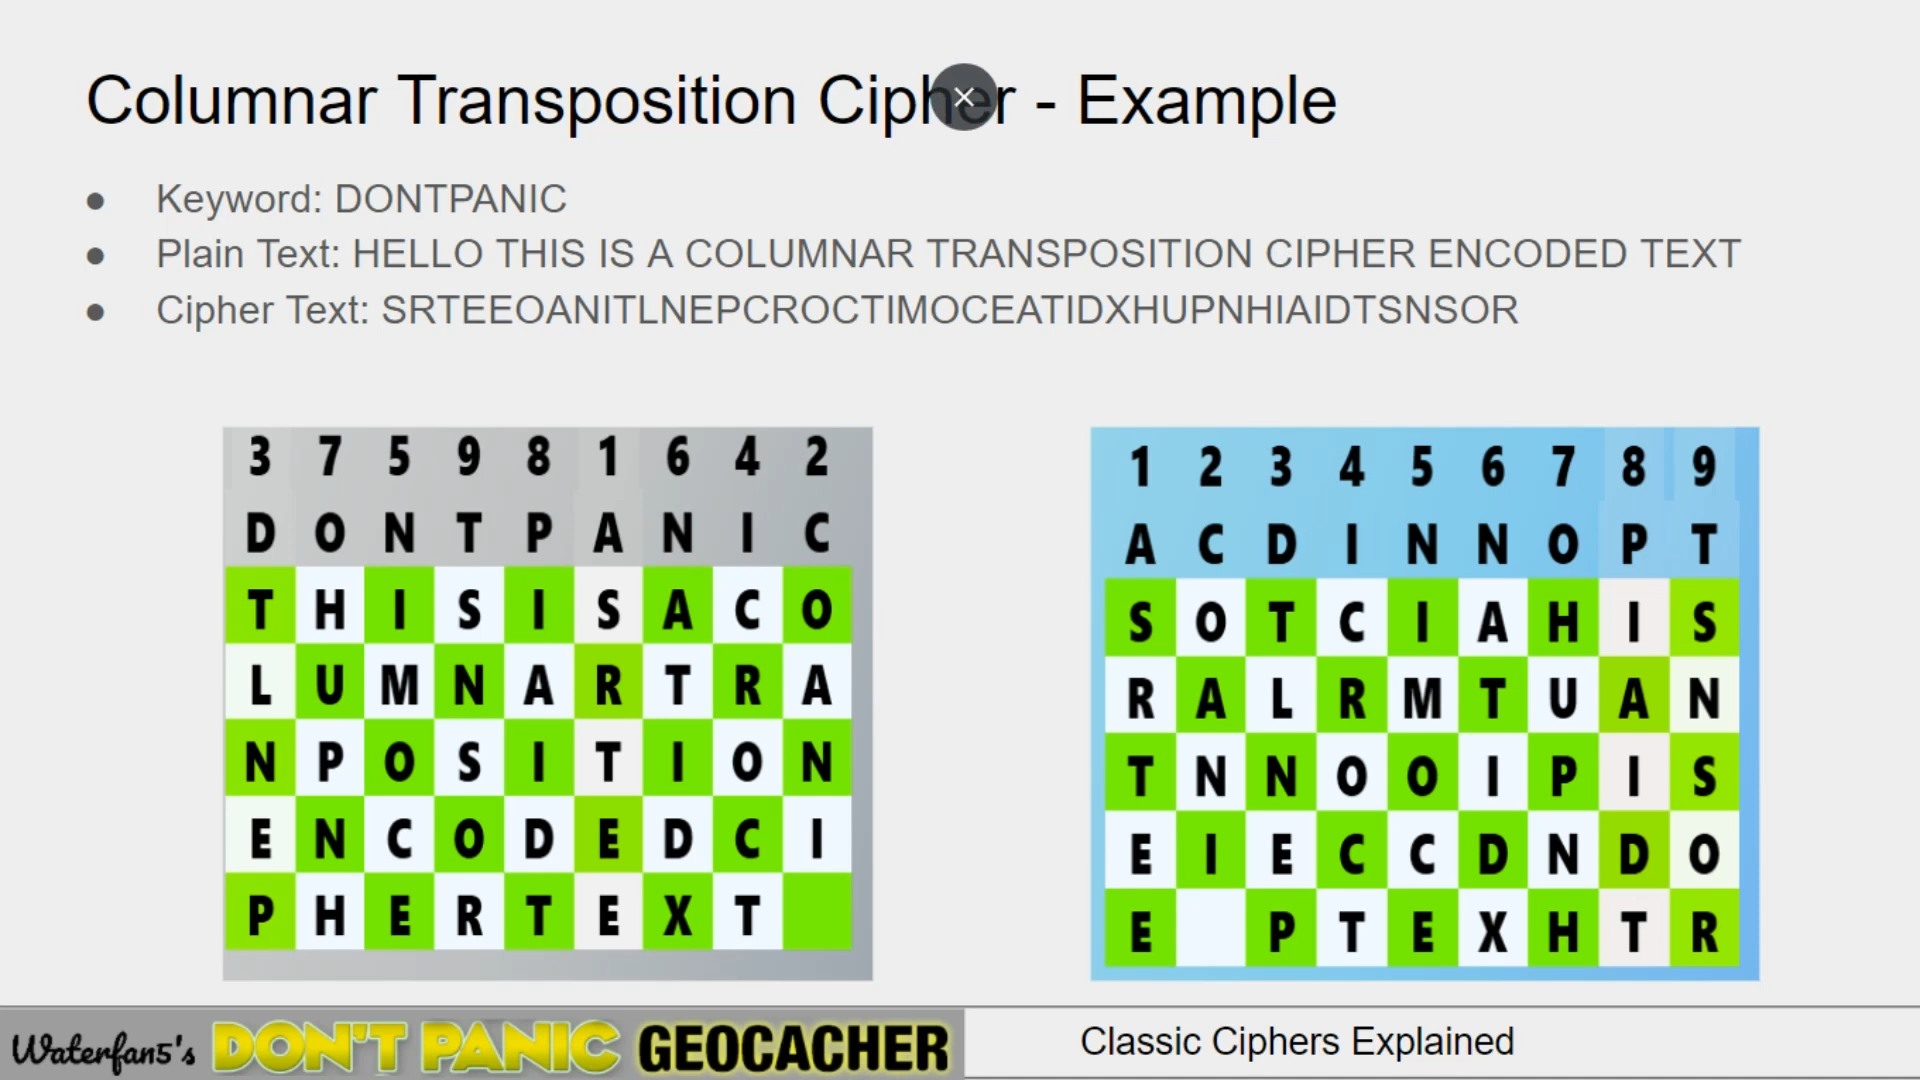 Columnar Transposition Cipher - Example
● Keyword: DONTPANIC
● Plain Text: HELLO THIS IS A COLUMNAR TRANSPOSITION CIPHER ENCODED TEXT
● Cipher Text: SRTEEOANITLNEPCROCTIMOCEATIDXHUPNHIAIDTSNSOR
3 7 5 9 8 1 6 4 2
D O N T P A N I C
T H I S I S A C O
L U M N A R T R A
N P O S I T I O N
E N C O D E D C I
P H E R T E X T
1 2 3 4 5 6 7 8 9
A C D I N N O P T
S O T C I A H I S
R A L R M T U A N
T N N O O I P I S
E I E C C D N D O
E P T E X H T R
Waterfan5's DON'T PANIC GEOCACHER
Classic Ciphers Explained